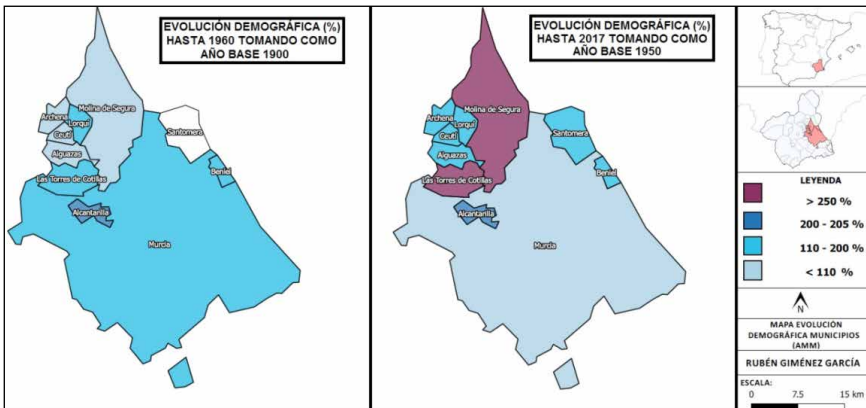 EVOLUCIÓN DEMOGRÁFICA (%)
HASTA 1960 TOMANDO COMO
AÑO BASE 1900
Molina de Segura
Archena
Lorquí
Ceutí
Alguazas
Las Torres de Cotillas
Alcantarilla
Santomera
Beniel
Murcia
EVOLUCIÓN DEMOGRÁFICA (%)
HASTA 2017 TOMANDO COMO
AÑO BASE 1950
Molina de Segura
Archena
Lorquí
Ceutí
Alguazas
Las Torres de Cotillas
Alcantarilla
Santomera
Beniel
Murcia
LEYENDA
> 250 %
200 - 205 %
110 - 200 %
< 110 %
N
MAPA EVOLUCIÓN
DEMOGRÁFICA MUNICIPIOS
(AMM)
RUBÉN GIMÉNEZ GARCÍA
ESCALA:
0 7.5 15 km